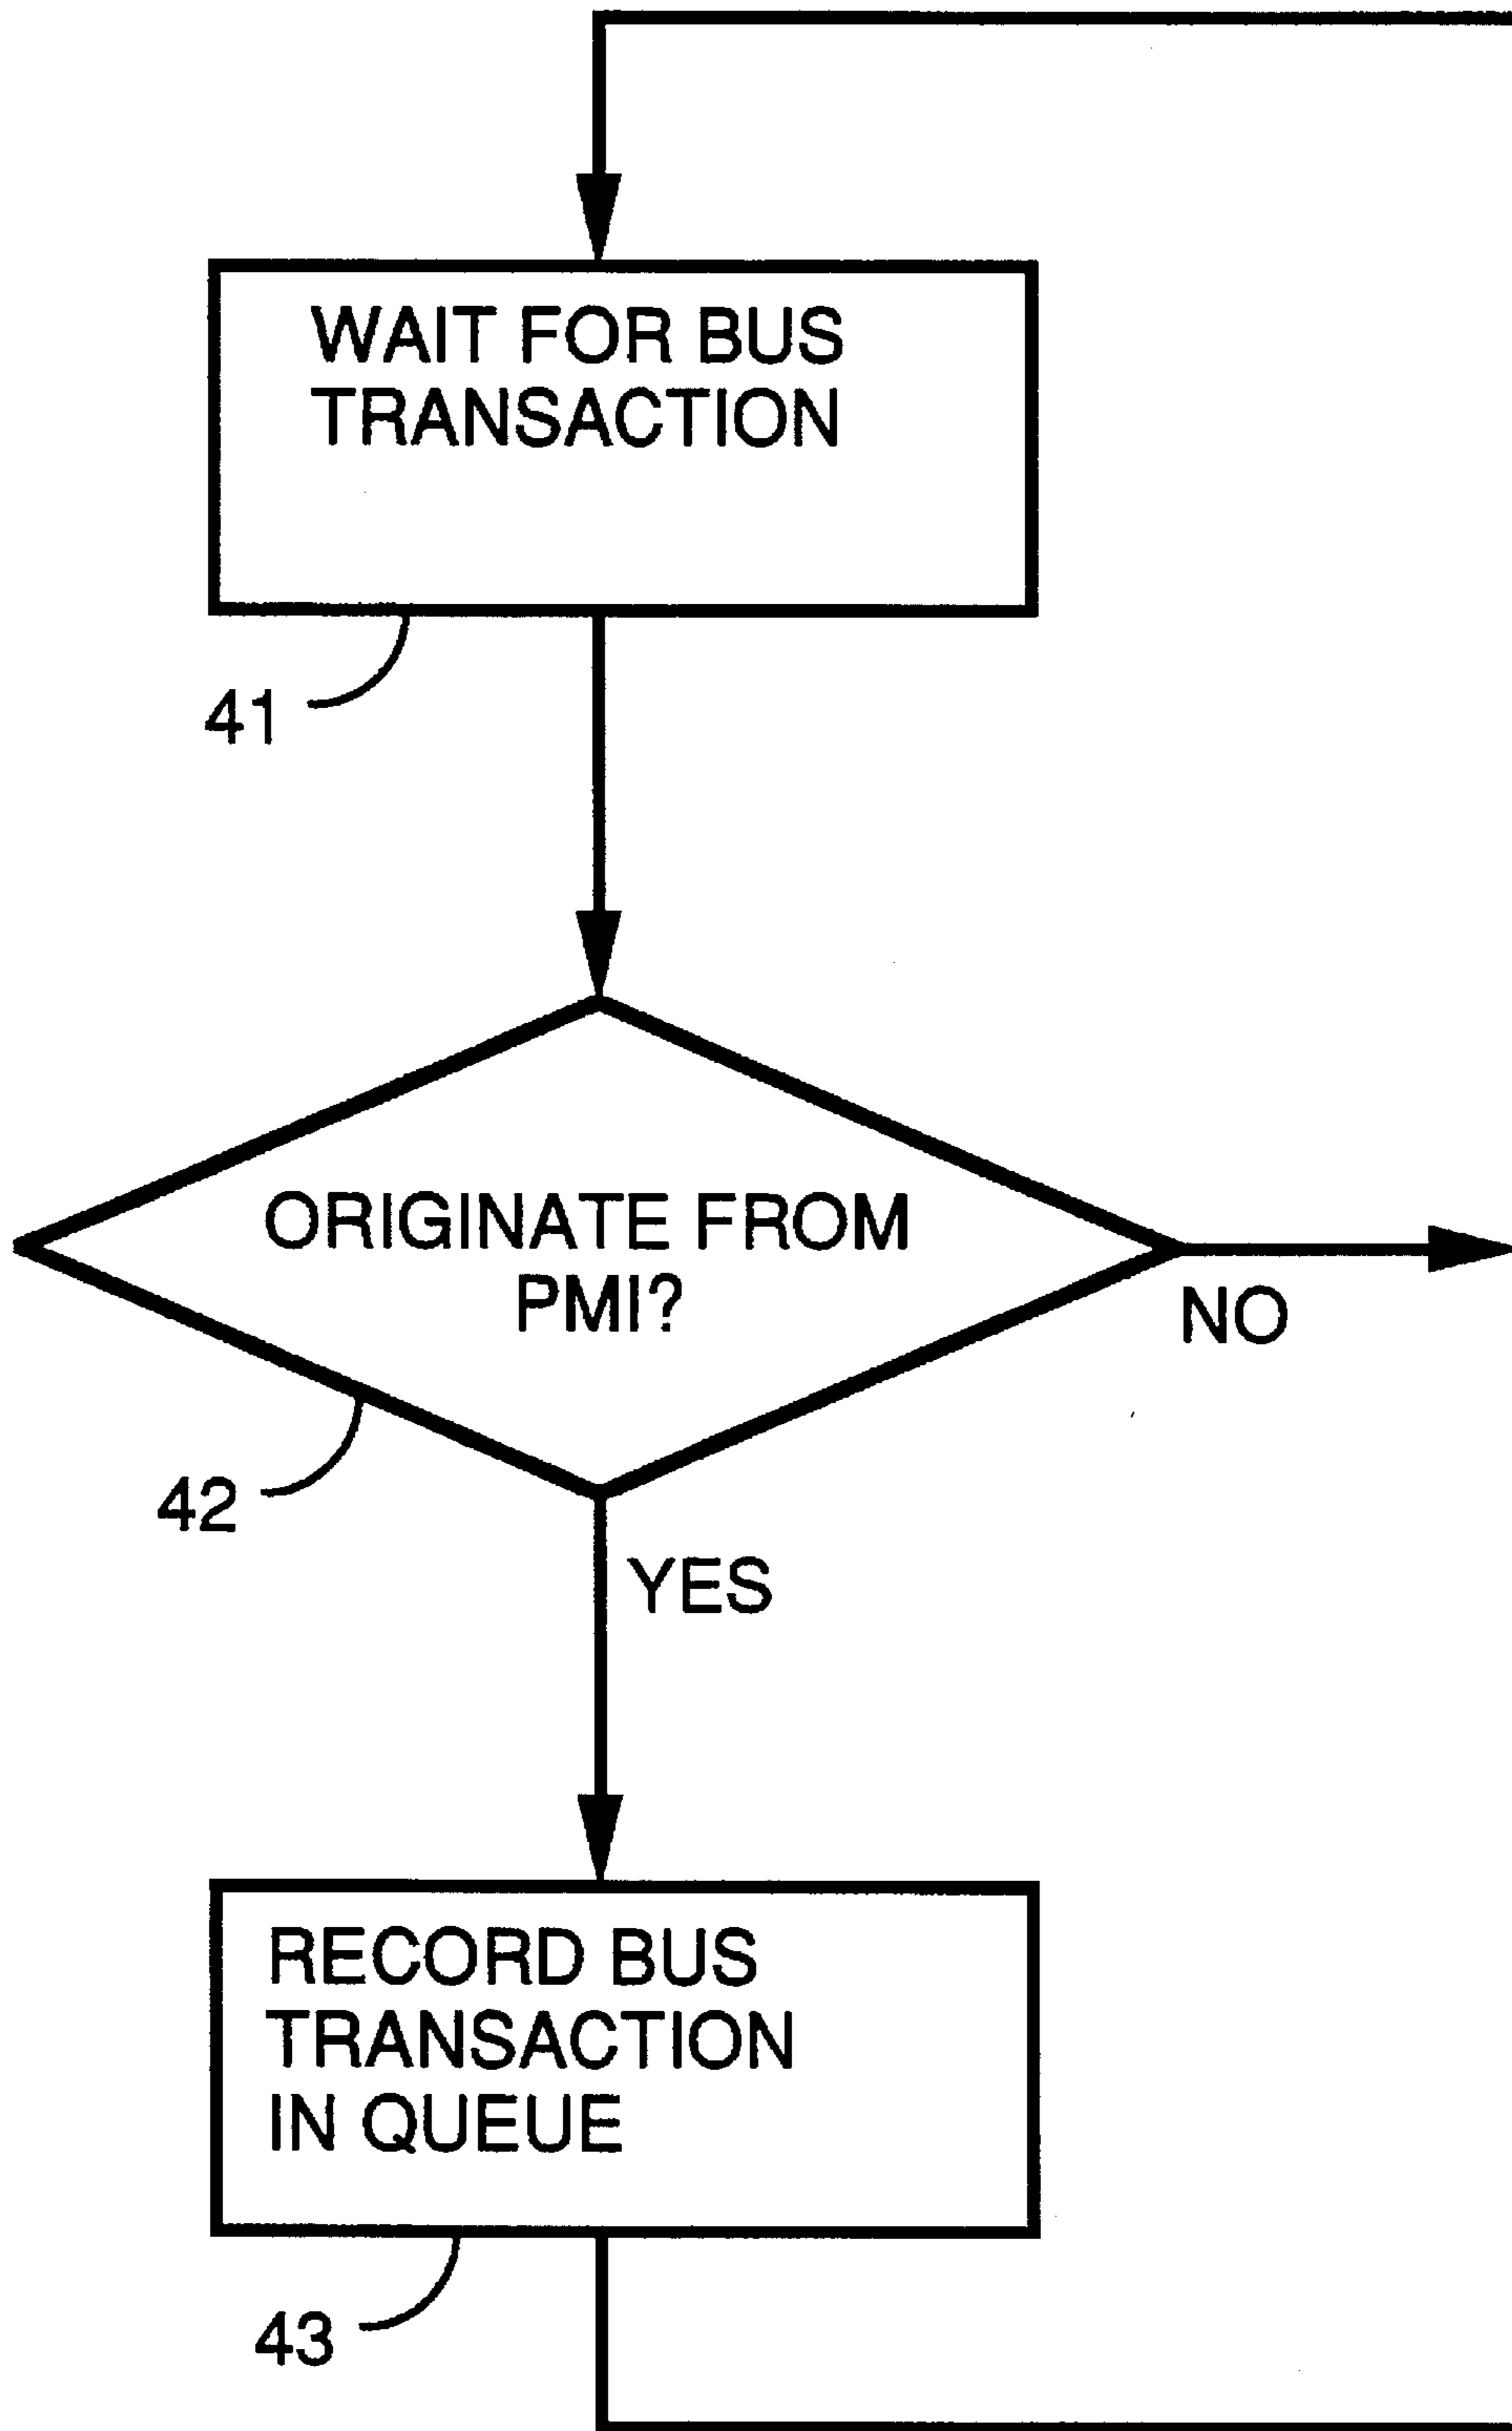 WAIT FOR BUS
TRANSACTION
41
ORIGINATE FROM
PMI?
NO
42
YES
RECORD BUS
TRANSACTION
IN QUEUE
43